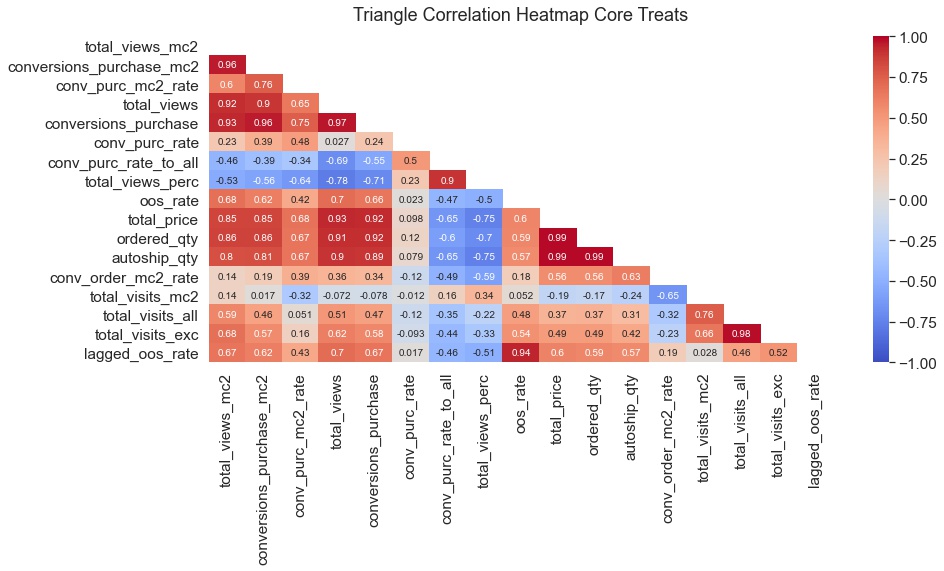 Triangle Correlation Heatmap Core Treats
total_views_mc2
conversions_purchase_mc2 0.96
conv_purc_mc2_rate 0.6 0.76
total_views 0.92 0.9 0.65
conversions_purchase 0.93 0.96 0.75 0.97
conv_purc_rate 0.23 0.39 0.48 0.027 0.24
conv_purc_rate_to_all -0.46 -0.39 -0.34 -0.69 -0.55 0.5
total_views_perc -0.53 -0.56 -0.64 -0.78 -0.71 0.23 0.9
oos_rate 0.68 0.62 0.42 0.7 0.66 0.023 -0.47 -0.5
total_price 0.85 0.85 0.68 0.93 0.92 0.098 -0.65 -0.75 0.6
ordered_qty 0.86 0.86 0.67 0.91 0.92 0.12 -0.6 -0.7 0.59 0.99
autoship_qty 0.8 0.81 0.67 0.9 0.89 0.079 -0.65 -0.75 0.57 0.99 0.99
conv_order_mc2_rate 0.14 0.19 0.39 0.36 0.34 -0.12 -0.49 -0.59 0.18 0.56 0.56 0.63
total_visits_mc2 0.14 0.017 -0.32 -0.072 -0.078 -0.012 0.16 0.34 0.052 -0.19 -0.17 -0.24 -0.65
total_visits_all 0.59 0.46 0.051 0.51 0.47 -0.12 -0.35 -0.22 0.48 0.37 0.37 0.31 -0.32 0.76
total_visits_exc 0.68 0.57 0.16 0.62 0.58 -0.093 -0.44 -0.33 0.54 0.49 0.49 0.42 -0.23 0.66 0.98
lagged_oos_rate 0.67 0.62 0.43 0.7 0.67 0.017 -0.46 -0.51 0.94 0.6 0.59 0.57 0.19 0.028 0.46 0.52
total_views_mc2
conversions_purchase_mc2
conv_purc_mc2_rate
total_views
conversions_purchase
conv_purc_rate
conv_purc_rate_to_all
total_views_perc
oos_rate
total_price
ordered_qty
autoship_qty
conv_order_mc2_rate
total_visits_mc2
total_visits_all
total_visits_exc
lagged_oos_rate
1.00
0.75
0.50
0.25
0.00
−0.25
−0.50
−0.75
−1.00